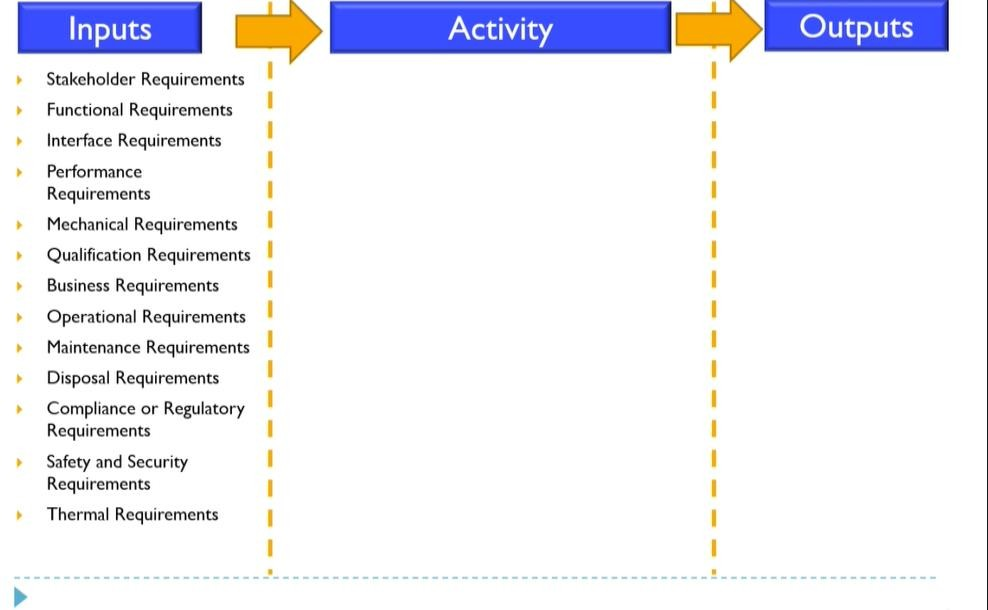 Inputs
Activity
Outputs
Stakeholder Requirements
Functional Requirements
Interface Requirements
Performance
Requirements
Mechanical Requirements
Qualification Requirements
Business Requirements
Operational Requirements
Maintenance Requirements
Disposal Requirements
Compliance or Regulatory
Requirements
Safety and Security
Requirements
Thermal Requirements